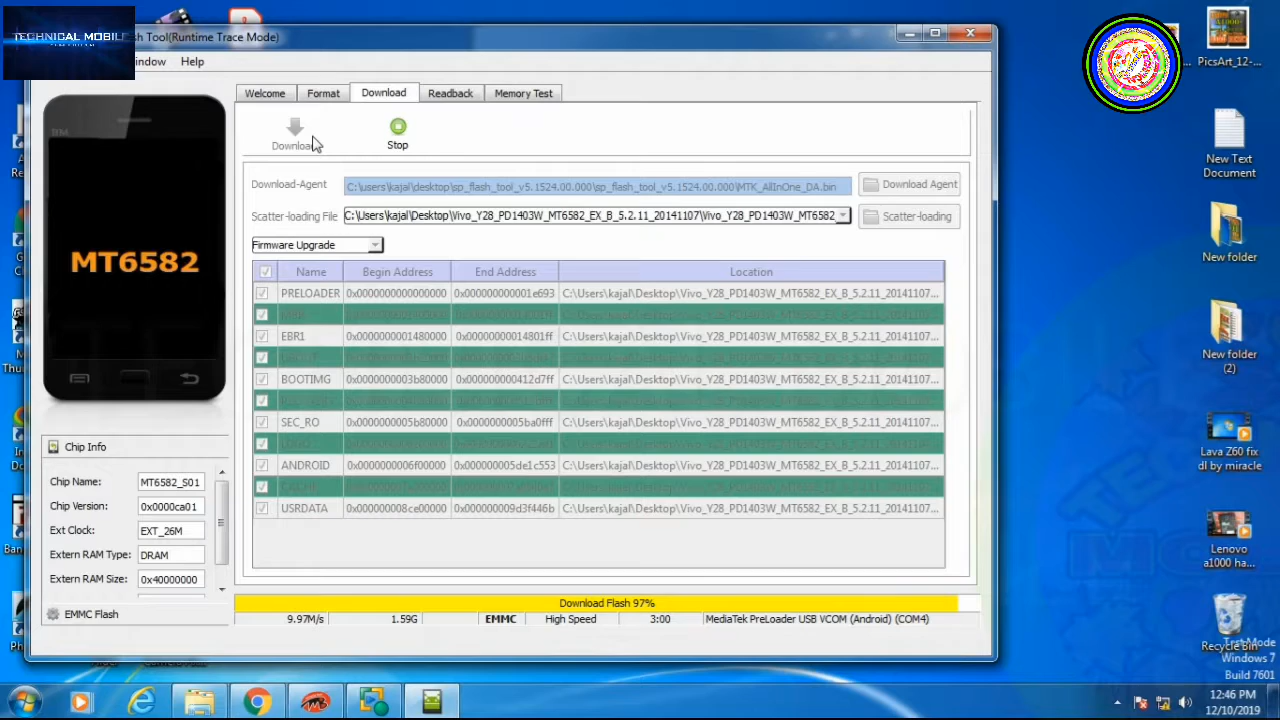 TECHNICAL MOBILE
sh Tool(Runtime Trace Mode)
indow Help
PicsArt_12-...
Welcome Format Download Readback Memory Test
Download Stop
Download-Agent C:\users\kajal\desktop\sp_flash_tool_v5.1524.00.000\sp_flash_tool_v5.1524.00.000\MTK_AllInOne_DA.bin Download Agent
Scatter-loading File C:\Users\kajal\Desktop\Vivo_Y28_PD1403W_MT6582_EX_B_5.2.11_20141107\Vivo_Y28_PD1403W_MT6582_ Scatter-loading
Firmware Upgrade
Name Begin Address End Address Location
PRELOADER 0x0000000000000000 0x000000000001e693 C:\Users\kajal\Desktop\Vivo_Y28_PD1403W_MT6582_EX_B_5.2.11_20141107...
EBR1 0x0000000001480000 0x00000000014801ff C:\Users\kajal\Desktop\Vivo_Y28_PD1403W_MT6582_EX_B_5.2.11_20141107...
BOOTIMG 0x0000000003b80000 0x000000000412d7ff C:\Users\kajal\Desktop\Vivo_Y28_PD1403W_MT6582_EX_B_5.2.11_20141107...
SEC_RO 0x0000000005b80000 0x0000000005ba0fff C:\Users\kajal\Desktop\Vivo_Y28_PD1403W_MT6582_EX_B_5.2.11_20141107...
ANDROID 0x0000000006f00000 0x000000005de1c553 C:\Users\kajal\Desktop\Vivo_Y28_PD1403W_MT6582_EX_B_5.2.11_20141107...
USRDATA 0x000000008ce00000 0x000000009d3f446b C:\Users\kajal\Desktop\Vivo_Y28_PD1403W_MT6582_EX_B_5.2.11_20141107...
MT6582
Chip Info
Chip Name: MT6582_S01
Chip Version: 0x0000ca01
Ext Clock: EXT_26M
Extern RAM Type: DRAM
Extern RAM Size: 0x40000000
EMMC Flash
Download Flash 97%
9.97M/s 1.59G EMMC High Speed 3:00 MediaTek PreLoader USB VCOM (Android) (COM4)
New Text
Document
New folder
New folder
(2)
Lava Z60 fix
dl by miracle
Lenovo
a1000 ha...
Recycle Bin
Test Mode
Windows 7
Build 7601
12:46 PM
12/10/2019